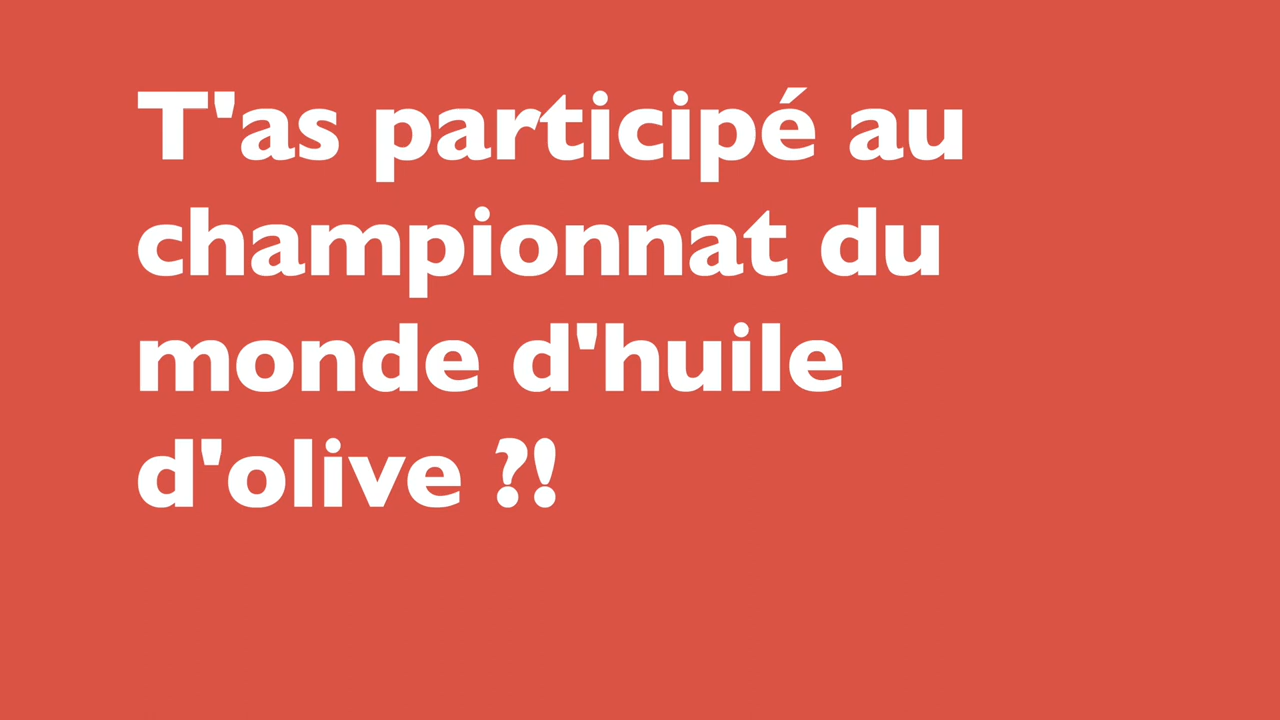 T'as participé au
championnat du
monde d'huile
d'olive ?!